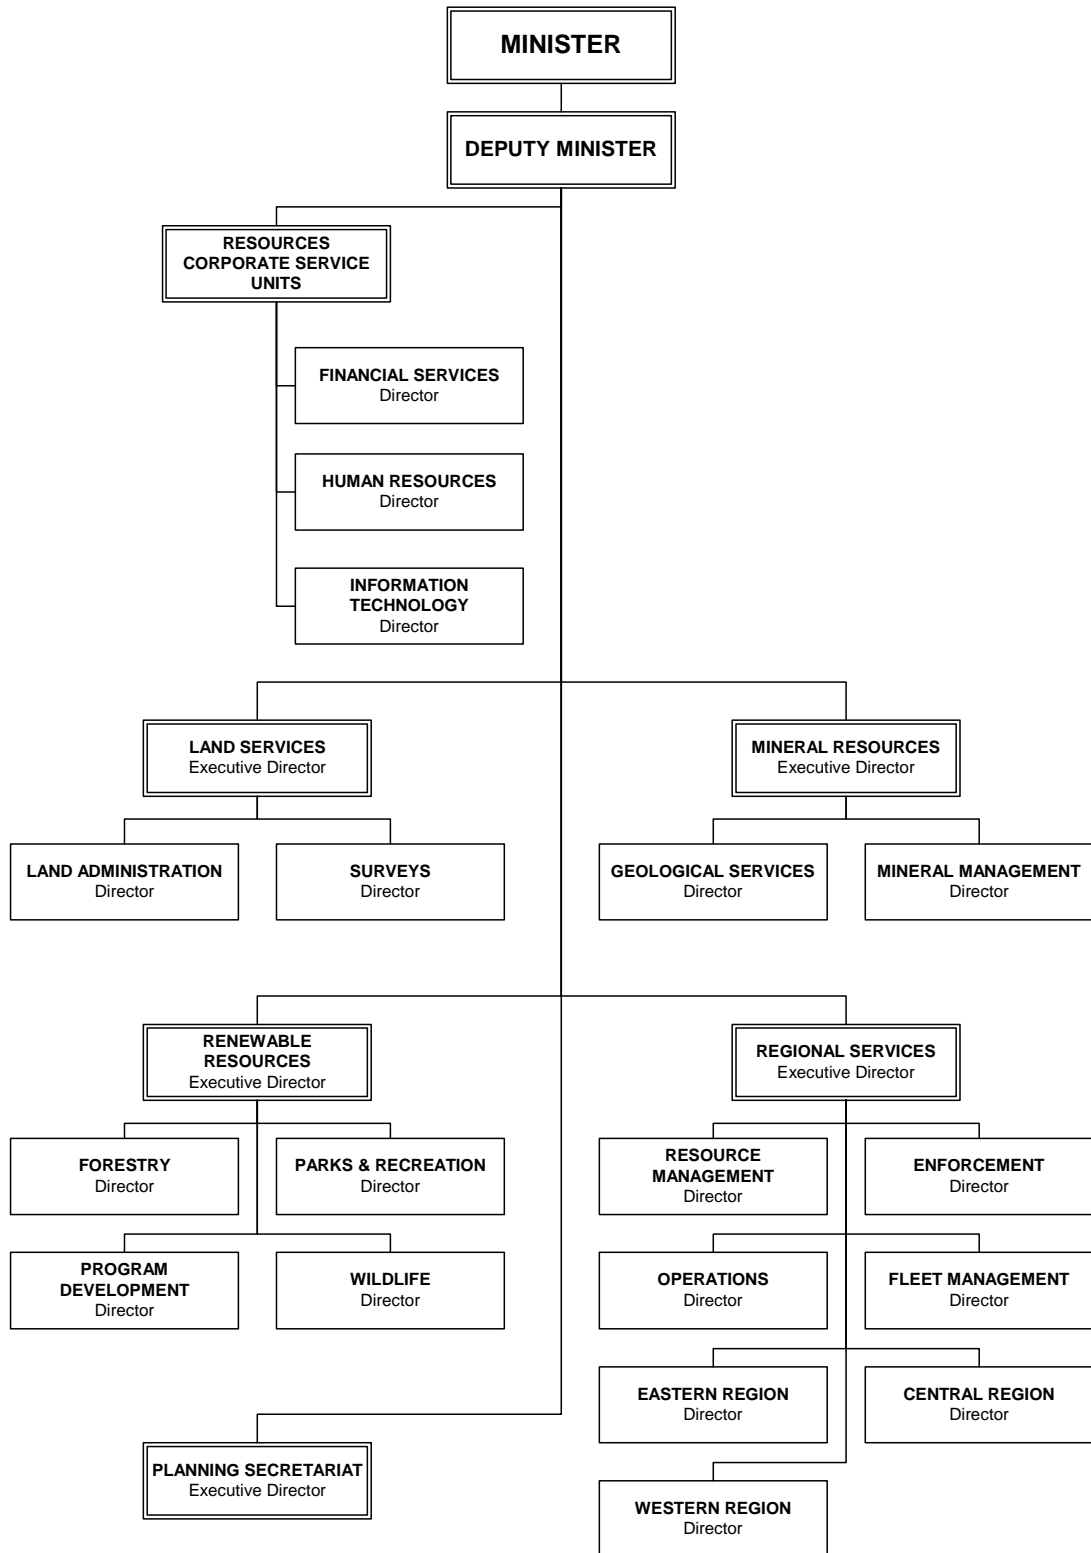 MINISTER
DEPUTY MINISTER
RESOURCES
CORPORATE SERVICE
UNITS
FINANCIAL SERVICES
Director
HUMAN RESOURCES
Director
INFORMATION
TECHNOLOGY
Director
LAND SERVICES
Executive Director
MINERAL RESOURCES
Executive Director
LAND ADMINISTRATION
Director
SURVEYS
Director
GEOLOGICAL SERVICES
Director
MINERAL MANAGEMENT
Director
RENEWABLE
RESOURCES
Executive Director
REGIONAL SERVICES
Executive Director
FORESTRY
Director
PARKS & RECREATION
Director
RESOURCE
MANAGEMENT
Director
ENFORCEMENT
Director
PROGRAM
DEVELOPMENT
Director
WILDLIFE
Director
OPERATIONS
Director
FLEET MANAGEMENT
Director
EASTERN REGION
Director
CENTRAL REGION
Director
PLANNING SECRETARIAT
Executive Director
WESTERN REGION
Director